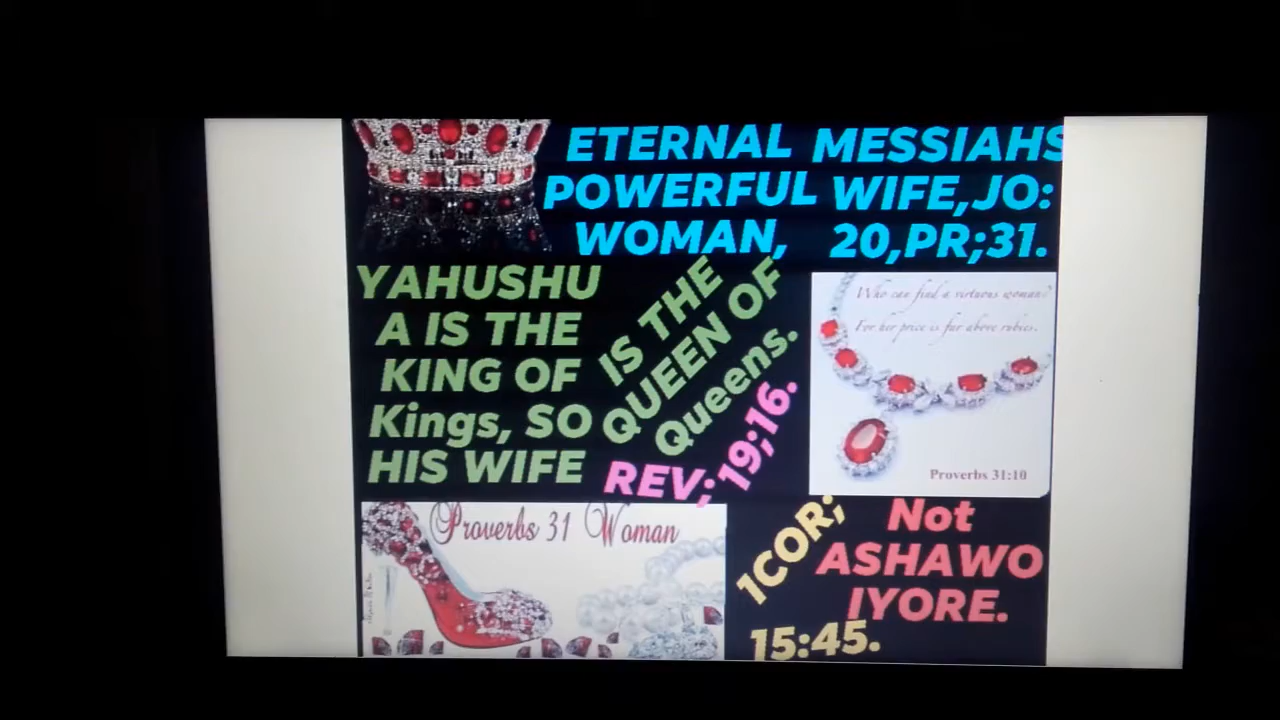 ETERNAL
POWERFUL
WOMAN,
MESSIAHS
WIFE,JO:
20,PR;31.
YAHUSHU
A IS THE
KING OF
Kings, SO
HIS WIFE
IS THE
QUEEN OF
Queens.
REV;19;16.
Who can find a virtuous woman?
For her price is far above rubies.
Proverbs 31:10
Proverbs 31 Woman
1COR;
15:45.
Not
ASHAWO
IYORE.